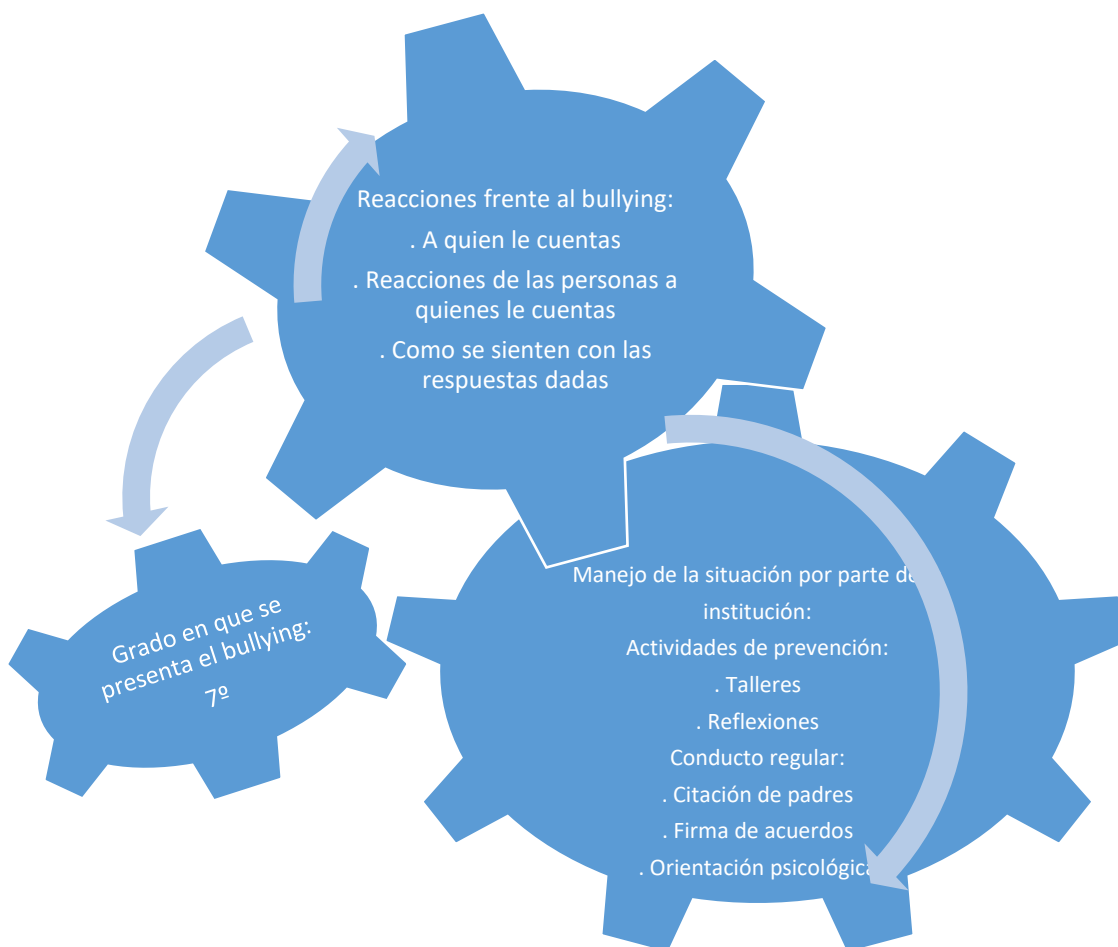 Reacciones frente al bullying:
. A quien le cuentas
. Reacciones de las personas a
quienes le cuentas
. Como se sienten con las
respuestas dadas
Grado en que se
presenta el bullying:
7º
Manejo de la situación por parte de
institución:
Actividades de prevención:
. Talleres
. Reflexiones
Conducto regular:
. Citación de padres
. Firma de acuerdos
. Orientación psicológica